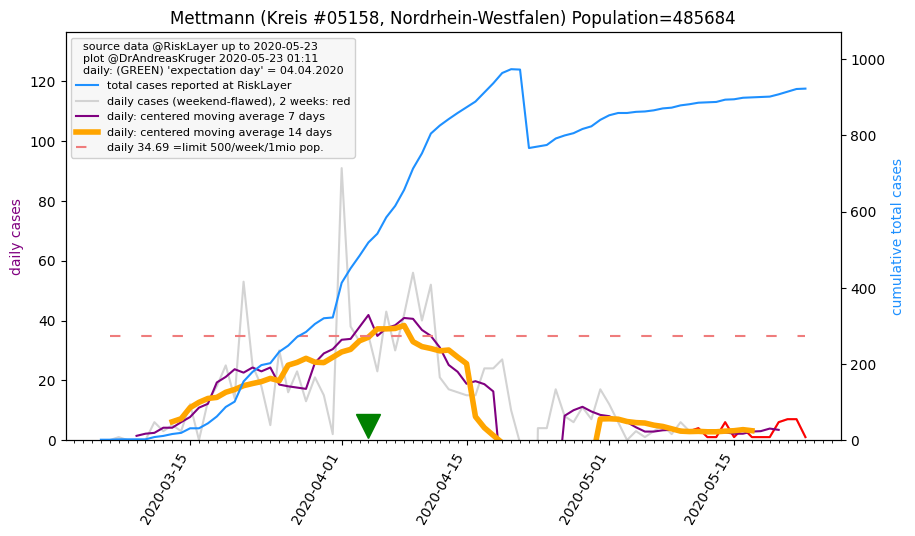 Mettmann (Kreis #05158, Nordrhein-Westfalen) Population=485684
source data @RiskLayer up to 2020-05-23
plot @DrAndreasKruger 2020-05-23 01:11
daily: (GREEN) 'expectation day' = 04.04.2020
total cases reported at RiskLayer
daily cases (weekend-flawed), 2 weeks: red
daily: centered moving average 7 days
daily: centered moving average 14 days
daily 34.69 =limit 500/week/1mio pop.
daily cases
120
100
80
60
40
20
0
1000
800
600
400
200
0
cumulative total cases
2020-03-15
2020-04-01
2020-04-15
2020-05-01
2020-05-15